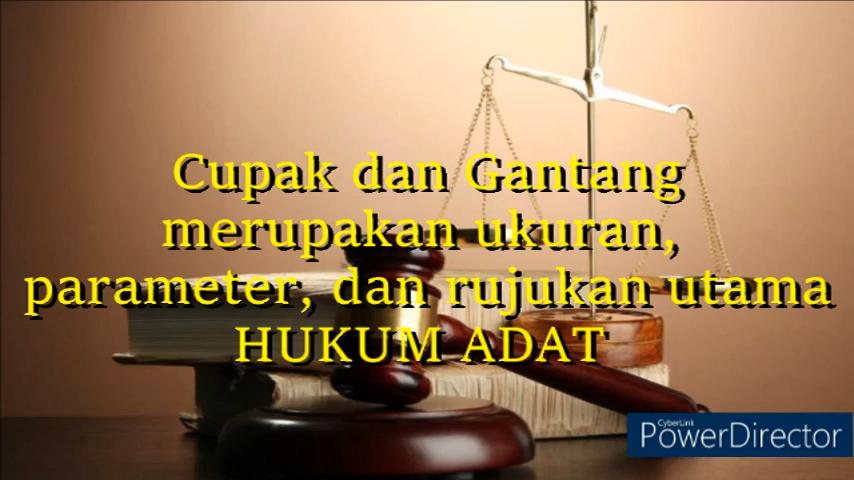 Cupak dan Gantang
merupakan ukuran,
parameter, dan rujukan utama
HUKUM ADAT
CyberLink
PowerDirector